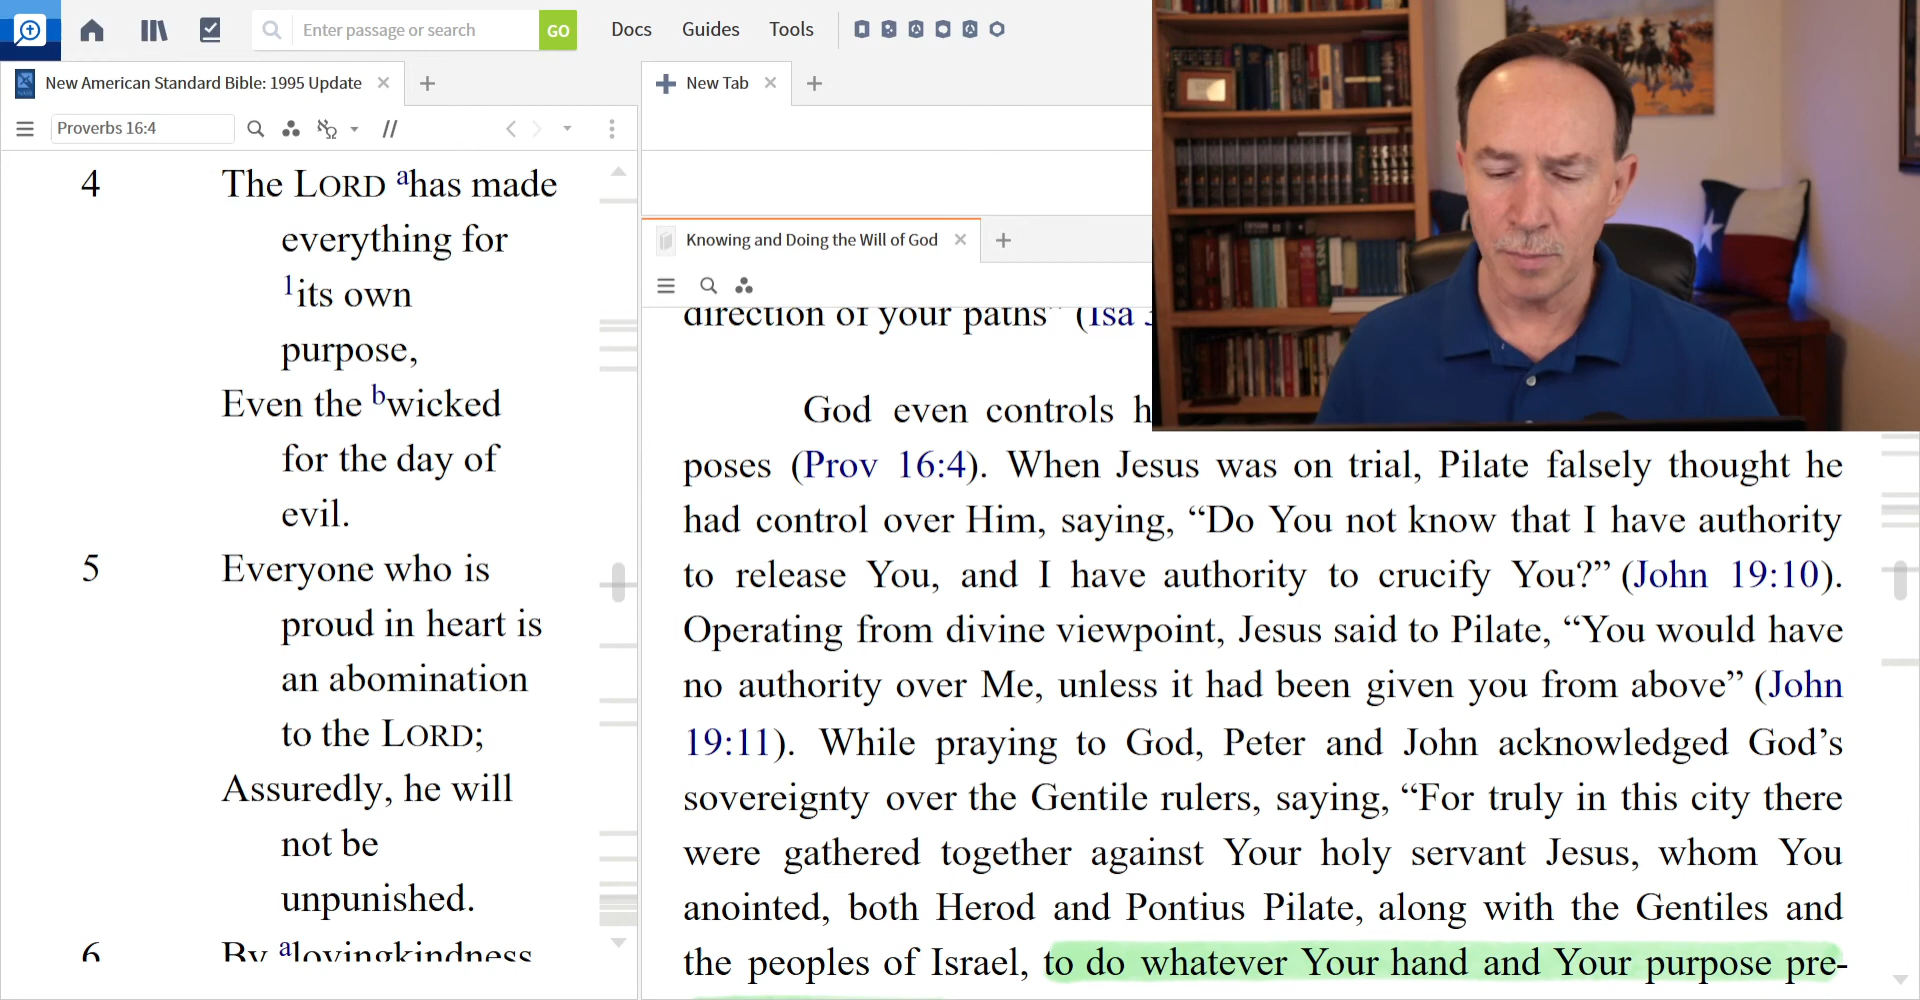 Enter passage or search
GO
Docs Guides Tools
New American Standard Bible: 1995 Update
New Tab
Proverbs 16:4
4 The LORD ahas made
everything for
1its own
purpose,
Even the bwicked
for the day of
evil.
5 Everyone who is
proud in heart is
an abomination
to the LORD;
Assuredly, he will
not be
unpunished.
6 By alovingkindness
Knowing and Doing the Will of God
direction of your paths” (Isa
God even controls
poses (Prov 16:4). When Jesus was on trial, Pilate falsely thought he
had control over Him, saying, “Do You not know that I have authority
to release You, and I have authority to crucify You?” (John 19:10).
Operating from divine viewpoint, Jesus said to Pilate, “You would have
no authority over Me, unless it had been given you from above” (John
19:11). While praying to God, Peter and John acknowledged God’s
sovereignty over the Gentile rulers, saying, “For truly in this city there
were gathered together against Your holy servant Jesus, whom You
anointed, both Herod and Pontius Pilate, along with the Gentiles and
the peoples of Israel, to do whatever Your hand and Your purpose pre-